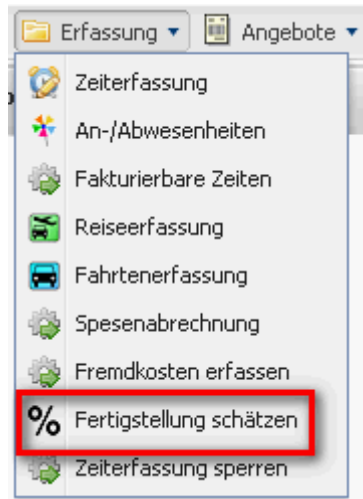 Erfassung Angebote
Zeiterfassung
An-/Abwesenheiten
Fakturierbare Zeiten
Reiseerfassung
Fahrtenerfassung
Spesenabrechnung
Fremdkosten erfassen
% Fertigstellung schätzen
Zeiterfassung sperren